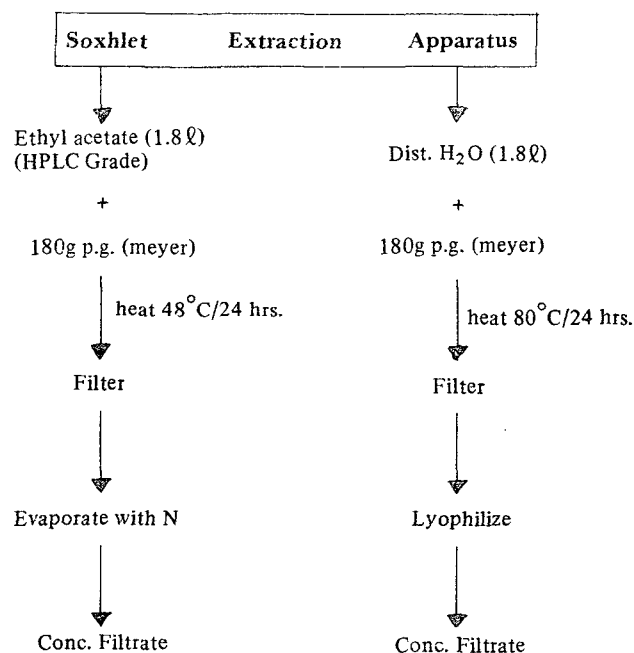 Soxhlet Extraction Apparatus
Ethyl acetate (1.8ℓ)
(HPLC Grade)
+
180g p.g. (meyer)
heat 48°C/24 hrs.
Filter
Evaporate with N
Conc. Filtrate
Dist. H₂O (1.8ℓ)
+
180g p.g. (meyer)
heat 80°C/24 hrs.
Filter
Lyophilize
Conc. Filtrate